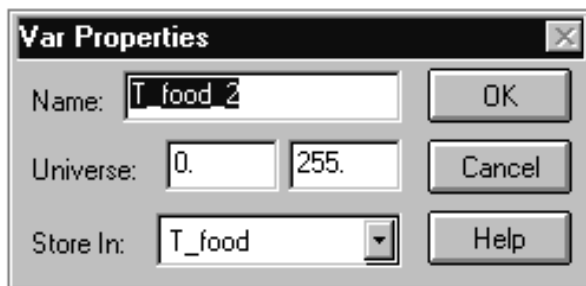 Var Properties
Name: T_food_2 OK
Universe: 0. 255. Cancel
Store In: T_food Help